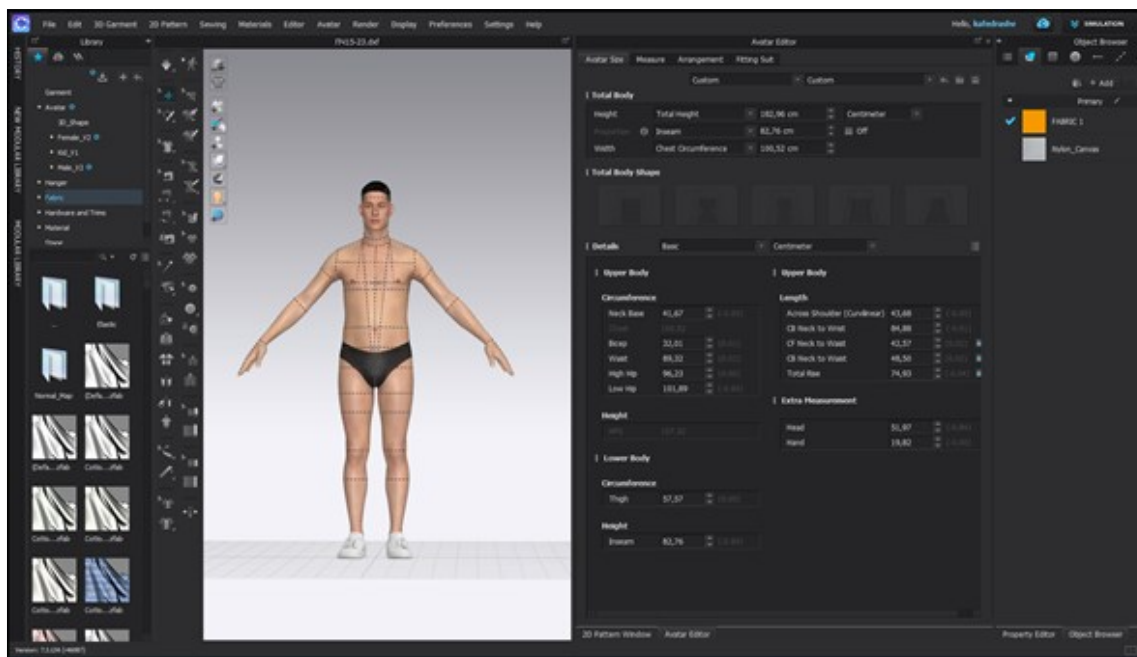 File Edit 3D Garment 2D Pattern Sewing Materials Editor Avatar Render Display Preferences Settings Help
Hello, kafedrashe
SIMULATION
HISTORY
NEW MODULAR LIBRARY
MODULAR LIBRARY
Library
Garment
Avatar
3D_Shape
Female_V2
Kid_V1
Male_V2
Hanger
Fabric
Hardware and Trims
Material
...
Elastic
Normal_Map
Avatar Editor
Avatar Size Measure Arrangement Fitting Suit
Custom Custom
Total Body
Height Total Height 182,96 cm Centimeter
Inseam 82,76 cm Off
Width Chest Circumference 100,52 cm
Total Body Shape
Details Basic Centimeter
Upper Body
Circumference
Neck Base 41,67
Bicep 32,01
Waist 89,32
High Hip 96,23
Low Hip 101,89
Height
Lower Body
Circumference
Thigh 57,57
Height
Inseam 82,76
Upper Body
Length
Across Shoulder (Curvilinear) 43,68
CB Neck to Wrist 84,88
CF Neck to Waist 42,57
CB Neck to Waist 48,50
Total Rise 74,93
Extra Measurement
Head 51,97
Hand 19,82
2D Pattern Window Avatar Editor
Object Browser
+ Add
Primary
FABRIC 1
Nylon_Canvas
Property Editor Object Browser